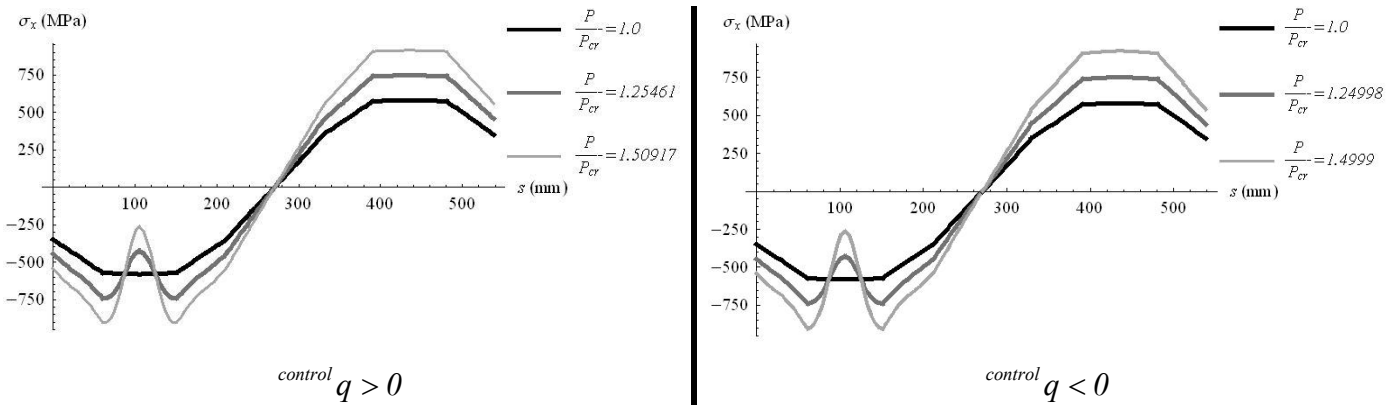 σx (MPa)
750
500
250
−250
−500
−750
100
200
300
400
500
s (mm)
P/Pcr=1.0
P/Pcr=1.25461
P/Pcr=1.50917
control q > 0
σx (MPa)
750
500
250
−250
−500
−750
100
200
300
400
500
s (mm)
P/Pcr=1.0
P/Pcr=1.24998
P/Pcr=1.4999
control q < 0